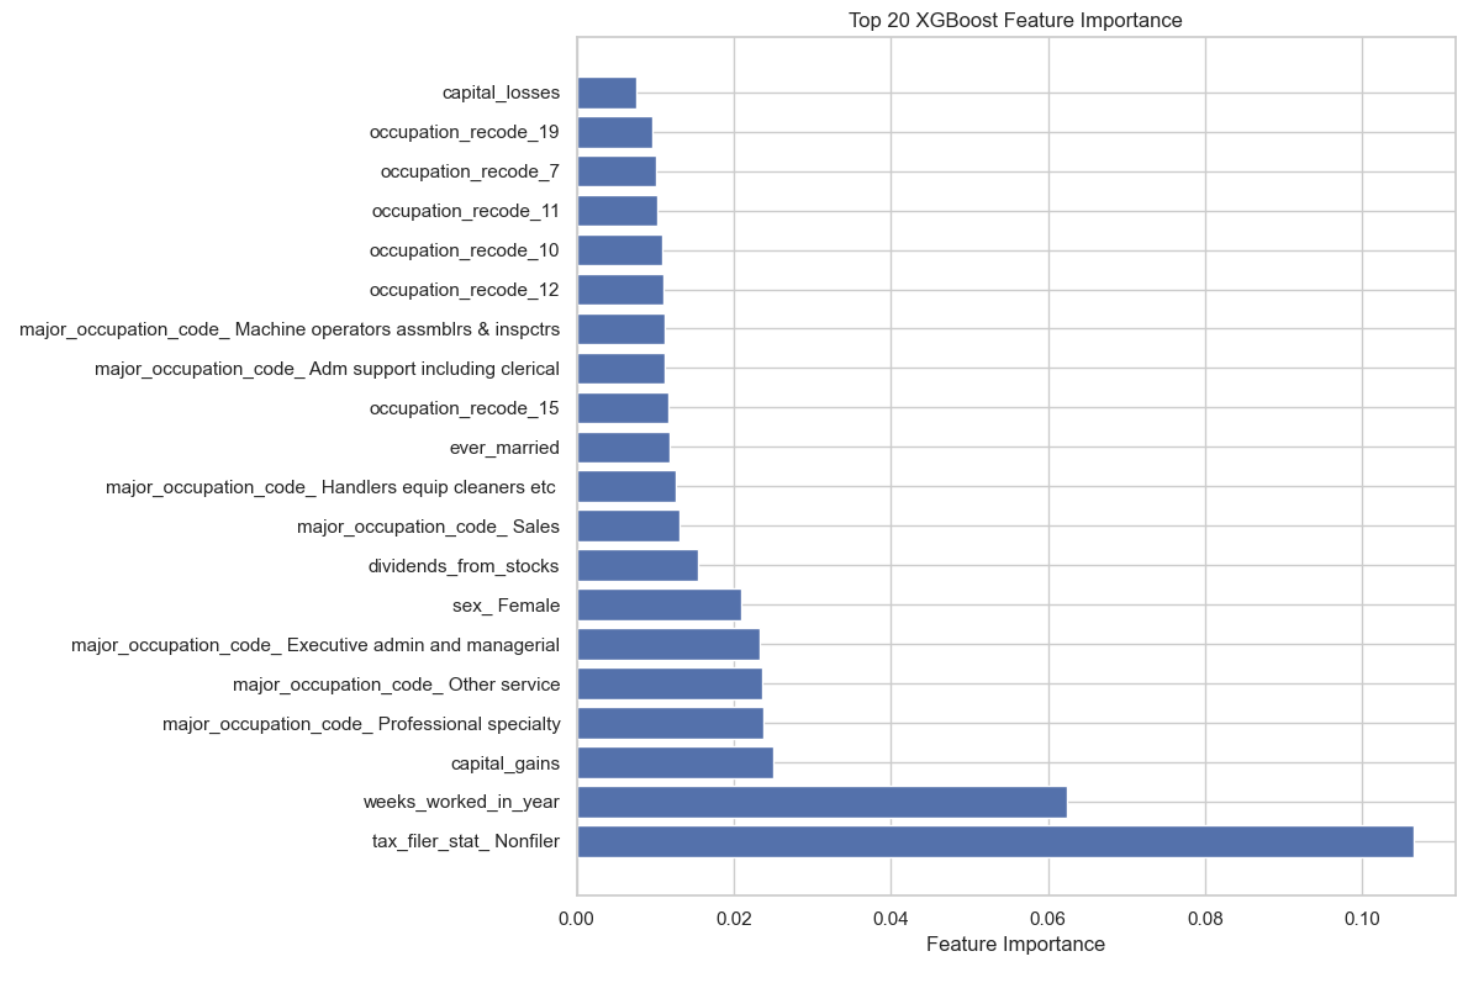 Top 20 XGBoost Feature Importance
capital_losses
occupation_recode_19
occupation_recode_7
occupation_recode_11
occupation_recode_10
occupation_recode_12
major_occupation_code_ Machine operators assmblrs & inspctrs
major_occupation_code_ Adm support including clerical
occupation_recode_15
ever_married
major_occupation_code_ Handlers equip cleaners etc
major_occupation_code_ Sales
dividends_from_stocks
sex_ Female
major_occupation_code_ Executive admin and managerial
major_occupation_code_ Other service
major_occupation_code_ Professional specialty
capital_gains
weeks_worked_in_year
tax_filer_stat_ Nonfiler
0.00 0.02 0.04 0.06 0.08 0.10
Feature Importance